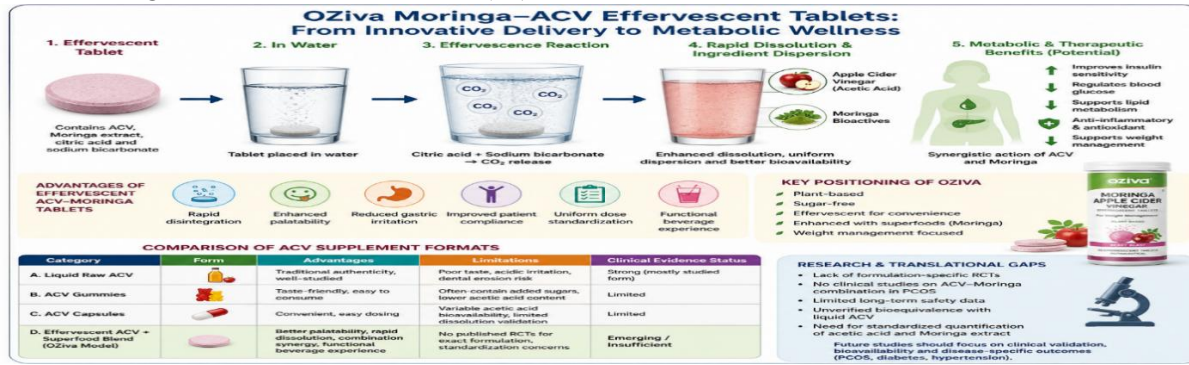 OZiva Moringa–ACV Effervescent Tablets:
From Innovative Delivery to Metabolic Wellness
1. Effervescent
Tablet
Contains ACV,
Moringa extract,
citric acid and
sodium bicarbonate
2. In Water
Tablet placed in water
3. Effervescence Reaction
CO₂
CO₂
CO₂
CO₂
Citric acid + Sodium bicarbonate
→ CO₂ release
4. Rapid Dissolution &
Ingredient Dispersion
Apple Cider
Vinegar
(Acetic Acid)
Moringa
Bioactives
Enhanced dissolution, uniform
dispersion and better bioavailability
5. Metabolic & Therapeutic
Benefits (Potential)
Improves insulin
sensitivity
Regulates blood
glucose
Supports lipid
metabolism
Anti-inflammatory
& antioxidant
Supports weight
management
Synergistic action of ACV
and Moringa
ADVANTAGES OF
EFFERVESCENT
ACV–MORINGA
TABLETS
Rapid
disintegration
Enhanced
palatability
Reduced gastric
irritation
Improved patient
compliance
Uniform dose
standardization
Functional
beverage
experience
KEY POSITIONING OF OZIVA
Plant-based
Sugar-free
Effervescent for convenience
Enhanced with superfoods (Moringa)
Weight management focused
oziva
MORINGA
APPLE CIDER
VINEGAR
COMPARISON OF ACV SUPPLEMENT FORMATS
Category Form Advantages Limitations Clinical Evidence Status
A. Liquid Raw ACV Traditional authenticity, well-studied Poor taste, acidic irritation, dental erosion risk Strong (mostly studied form)
B. ACV Gummies Taste-friendly, easy to consume Often contain added sugars, lower acetic acid content Limited
C. ACV Capsules Convenient, easy dosing Variable acetic acid bioavailability, limited dissolution validation Limited
D. Effervescent ACV + Superfood Blend (OZiva Model) Better palatability, rapid dissolution, combination synergy, functional beverage experience No published RCTs for exact formulation, standardization concerns Emerging / Insufficient
RESEARCH & TRANSLATIONAL GAPS
• Lack of formulation-specific RCTs
• No clinical studies on ACV–Moringa
combination in PCOS
• Limited long-term safety data
• Unverified bioequivalence with
liquid ACV
• Need for standardized quantification
of acetic acid and Moringa extract
Future studies should focus on clinical validation,
bioavailability and disease-specific outcomes
(PCOS, diabetes, hypertension).